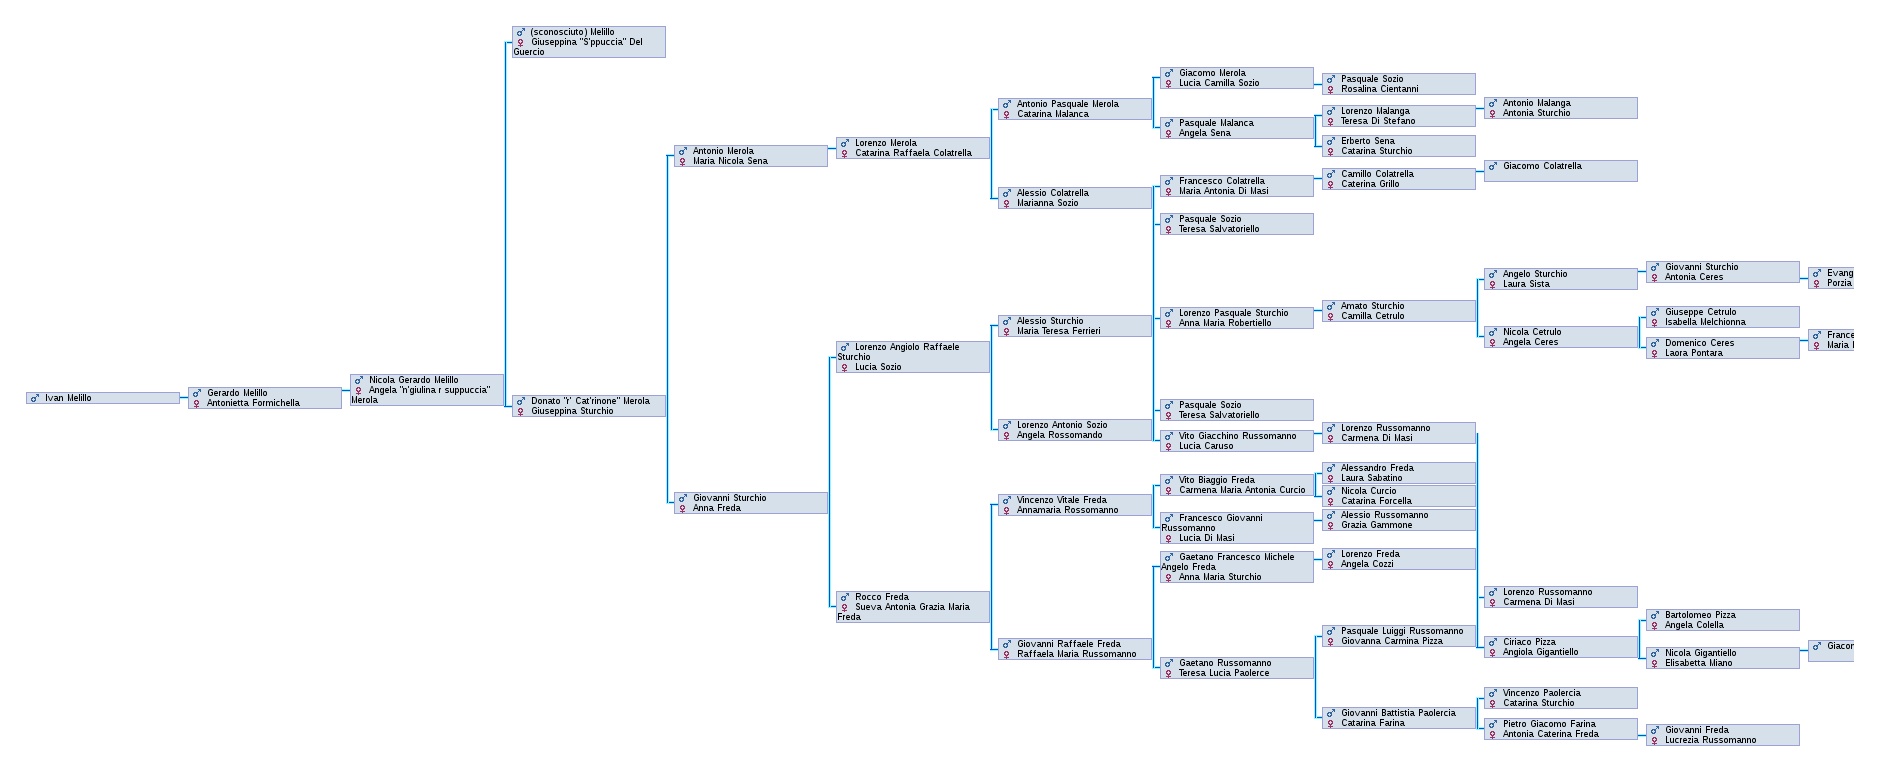 Ivan Melillo
Gerardo Melillo
Antonietta Formichella
Nicola Gerardo Melillo
Angela "n'giulina r suppuccia"
Merola
(sconosciuto) Melillo
Giuseppina "S'ppuccia" Del
Guercio
Donato "r' Cat'rinone" Merola
Giuseppina Sturchio
Antonio Merola
Maria Nicola Sena
Giovanni Sturchio
Anna Freda
Lorenzo Merola
Catarina Raffaela Colatrella
Lorenzo Angiolo Raffaele
Sturchio
Lucia Sozio
Rocco Freda
Sueva Antonia Grazia Maria
Freda
Antonio Pasquale Merola
Catarina Malanca
Alessio Colatrella
Marianna Sozio
Alessio Sturchio
Maria Teresa Ferrieri
Lorenzo Antonio Sozio
Angela Rossomando
Vincenzo Vitale Freda
Annamaria Rossomanno
Giovanni Raffaele Freda
Raffaela Maria Russomanno
Giacomo Merola
Lucia Camilla Sozio
Pasquale Malanca
Angela Sena
Francesco Colatrella
Maria Antonia Di Masi
Pasquale Sozio
Teresa Salvatoriello
Lorenzo Pasquale Sturchio
Anna Maria Robertiello
Pasquale Sozio
Teresa Salvatoriello
Vito Giacchino Russomanno
Lucia Caruso
Vito Biaggio Freda
Carmena Maria Antonia Curcio
Francesco Giovanni
Russomanno
Lucia Di Masi
Gaetano Francesco Michele
Angelo Freda
Anna Maria Sturchio
Gaetano Russomanno
Teresa Lucia Paolerce
Pasquale Sozio
Rosalina Cientanni
Lorenzo Malanga
Teresa Di Stefano
Erberto Sena
Catarina Sturchio
Camillo Colatrella
Caterina Grillo
Amato Sturchio
Camilla Cetrulo
Lorenzo Russomanno
Carmena Di Masi
Alessandro Freda
Laura Sabatino
Nicola Curcio
Catarina Forcella
Alessio Russomanno
Grazia Gammone
Lorenzo Freda
Angela Cozzi
Pasquale Luiggi Russomanno
Giovanna Carmina Pizza
Giovanni Battistia Paolercia
Catarina Farina
Antonio Malanga
Antonia Sturchio
Giacomo Colatrella
Angelo Sturchio
Laura Sista
Nicola Cetrulo
Angela Ceres
Lorenzo Russomanno
Carmena Di Masi
Ciriaco Pizza
Angiola Gigantiello
Vincenzo Paolercia
Catarina Sturchio
Pietro Giacomo Farina
Antonia Caterina Freda
Giovanni Sturchio
Antonia Ceres
Giuseppe Cetrulo
Isabella Melchionna
Domenico Ceres
Laora Pontara
Bartolomeo Pizza
Angela Colella
Nicola Gigantiello
Elisabetta Miano
Giovanni Freda
Lucrezia Russomanno
Evang
Porzia
France
Maria
Giacor